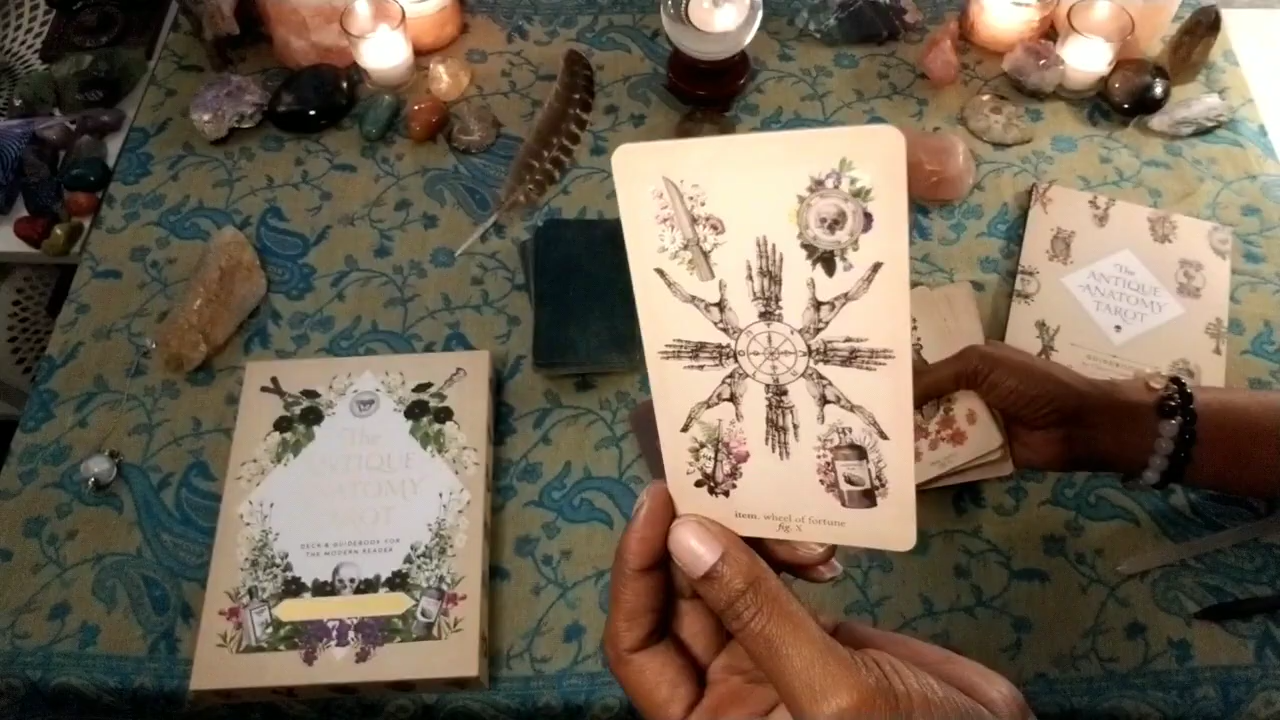 The
ANTIQUE
ANATOMY
TAROT
DECK & GUIDEBOOK FOR
THE MODERN READER
item. wheel of fortune
fig. X
The
ANTIQUE
ANATOMY
TAROT